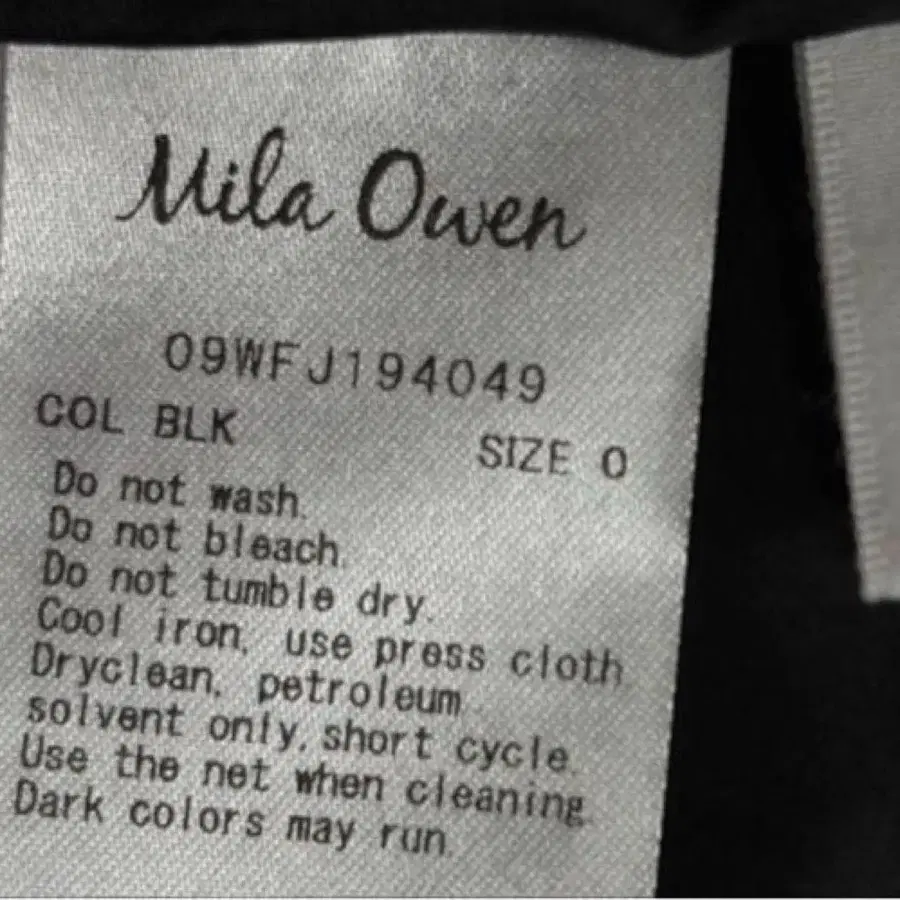 Mila Owen
09WFJ194049
COL BLK SIZE 0
Do not wash.
Do not bleach.
Do not tumble dry.
Cool iron, use press cloth.
Dryclean, petroleum
solvent only, short cycle.
Use the net when cleaning.
Dark colors may run.